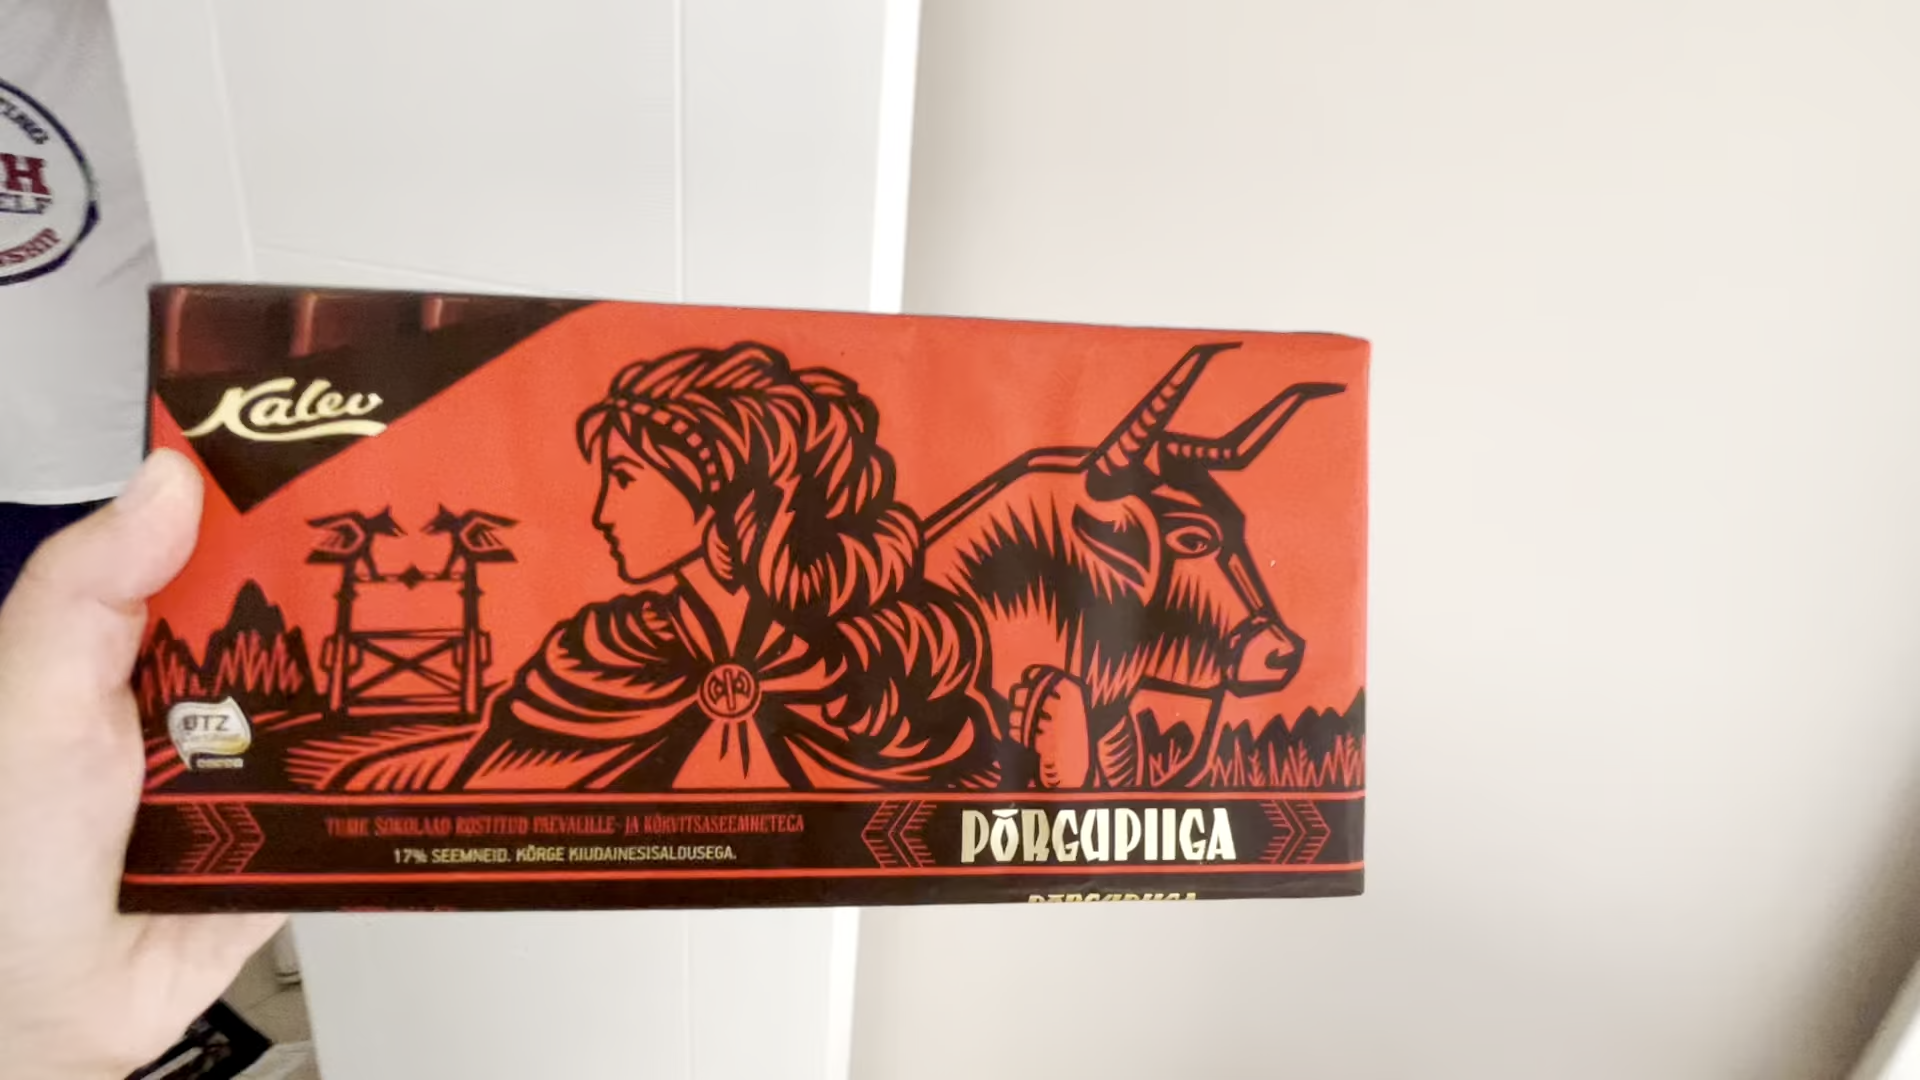 H
Kalev
UTZ
TUME ŠOKOLAAD RÖSTITUD PÄEVALILLE- JA KÕRVITSASEEMNETEGA
17% SEEMNEID. KÕRGE KIUDAINESISALDUSEGA.
PÕRGUPIIGA